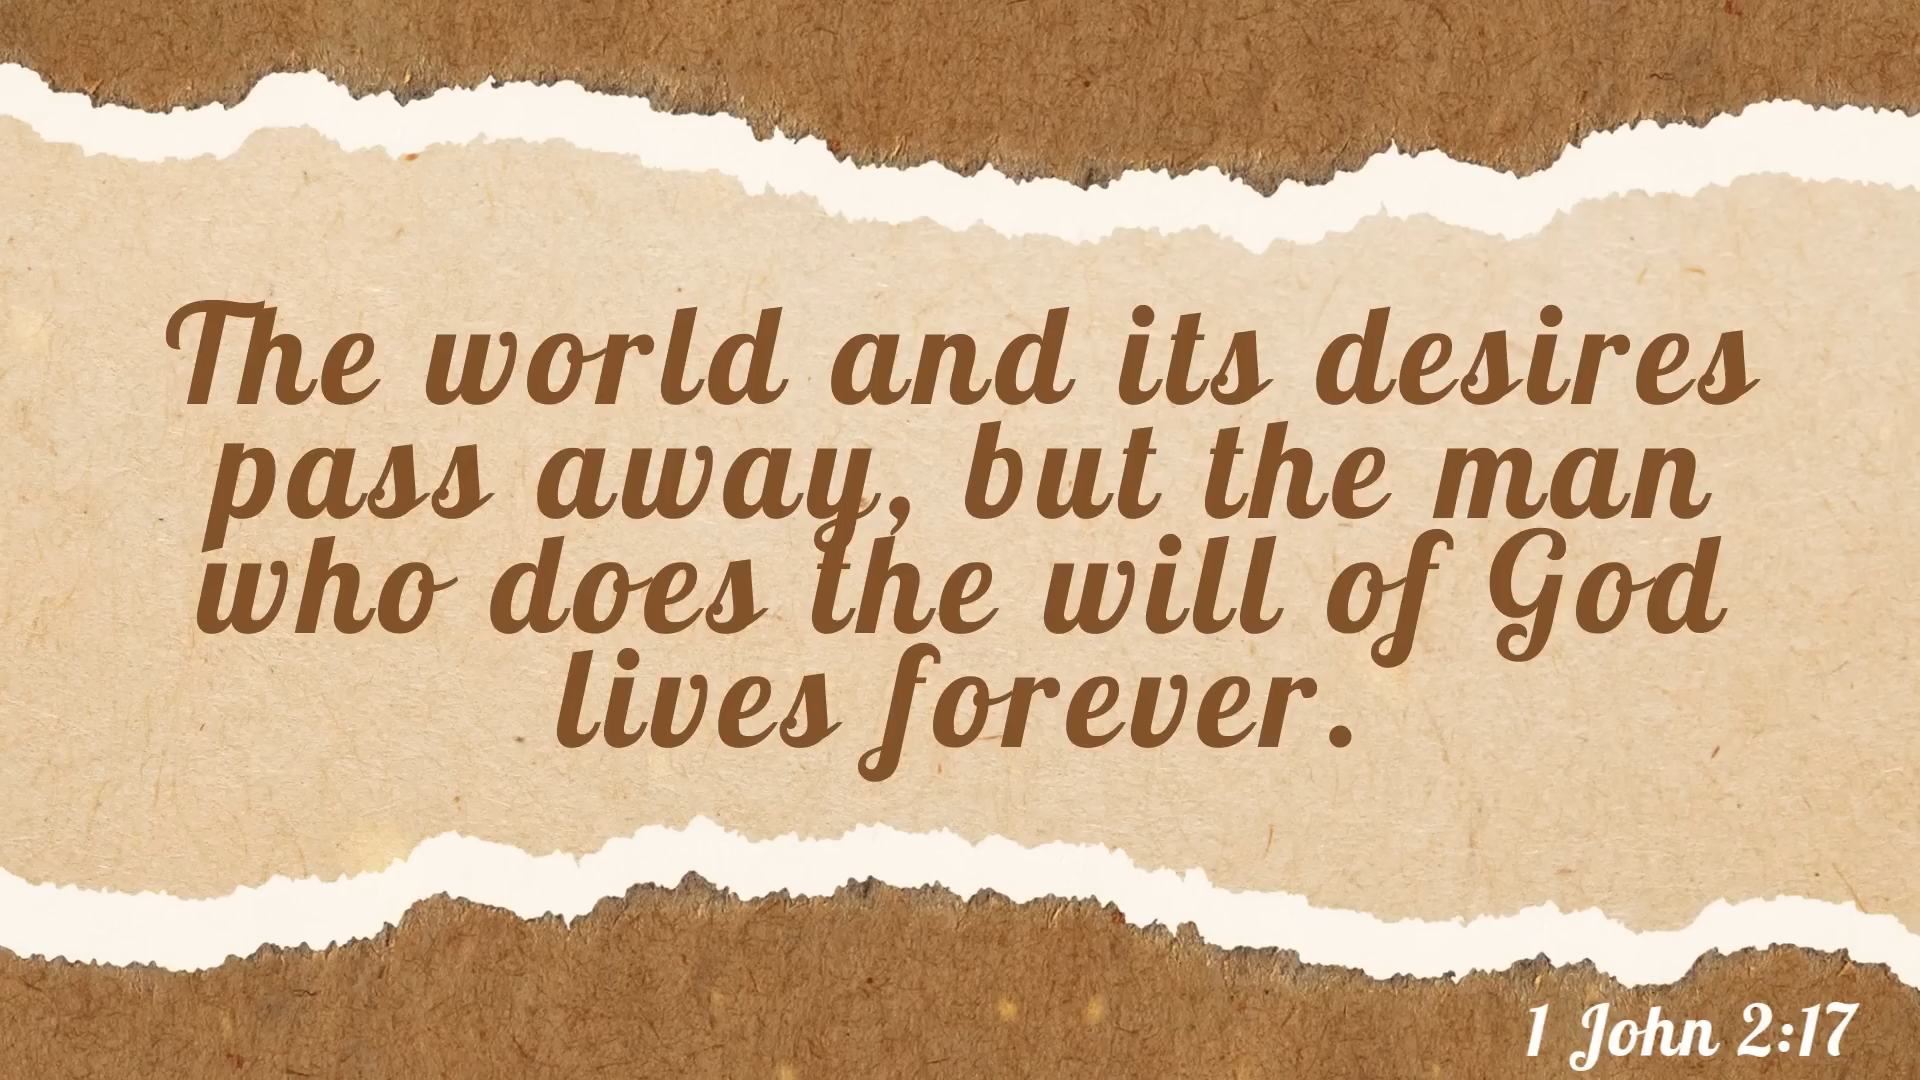 The world and its desires
pass away, but the man
who does the will of God
lives forever.
1 John 2:17